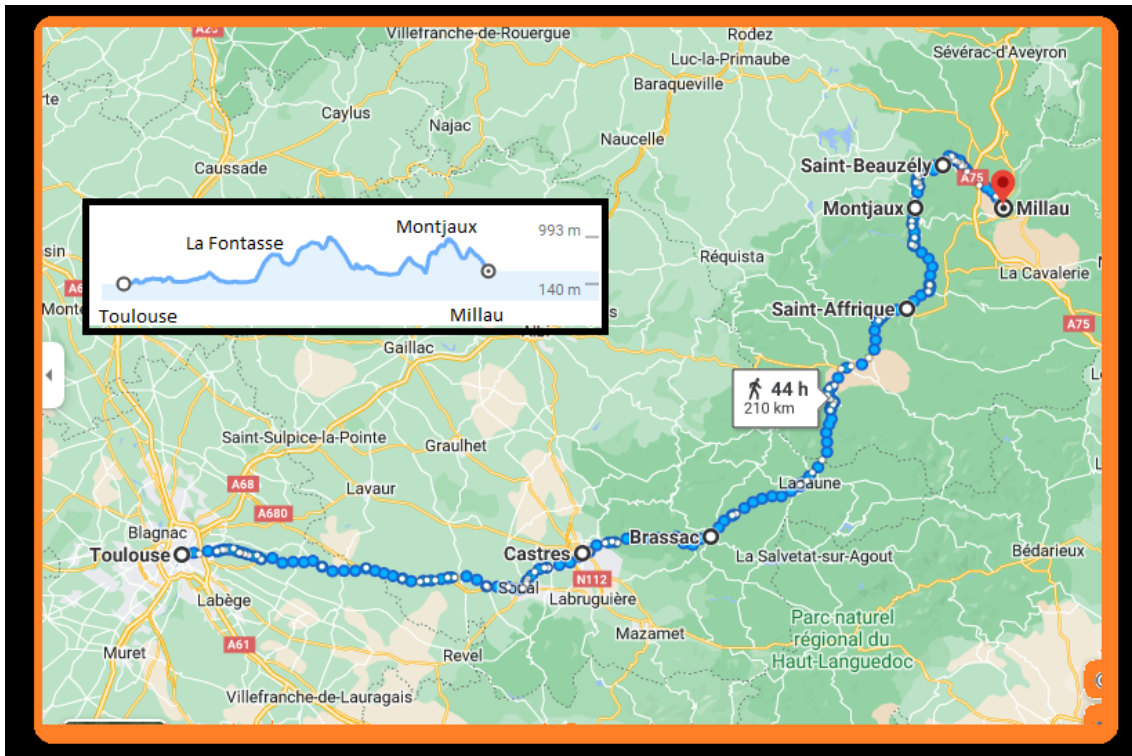 A25
Villefranche-de-Rouergue
Rodez
Luc-la-Primaube
Sévérac-d'Aveyron
Baraqueville
Caylus
Najac
Naucelle
Caussade
Saint-Beauzély
A75
Montjaux
Millau
La Fontasse
Montjaux
993 m
140 m
Toulouse
Millau
Réquista
La Cavalerie
Saint-Affrique
A75
Gaillac
44 h
210 km
Saint-Sulpice-la-Pointe
Graulhet
A68
Lavaur
A680
Lacaune
Blagnac
Toulouse
Castres
Brassac
La Salvetat-sur-Agout
Bédarieux
N112
Soual
Labège
Labruguière
Parc naturel
régional du
Haut-Languedoc
Mazamet
A61
Muret
Revel
Villefranche-de-Lauragais